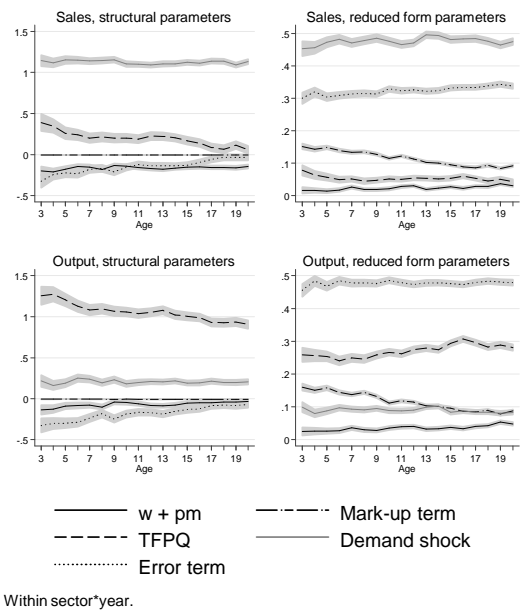 Sales, structural parameters
1.5
1
.5
0
-.5
3 5 7 9 11 13 15 17 19
Age
Sales, reduced form parameters
.5
.4
.3
.2
.1
0
3 5 7 9 11 13 15 17 19
Age
Output, structural parameters
1.5
1
.5
0
-.5
3 5 7 9 11 13 15 17 19
Age
Output, reduced form parameters
.5
.4
.3
.2
.1
0
3 5 7 9 11 13 15 17 19
Age
w + pm
Mark-up term
TFPQ
Demand shock
Error term
Within sector*year.